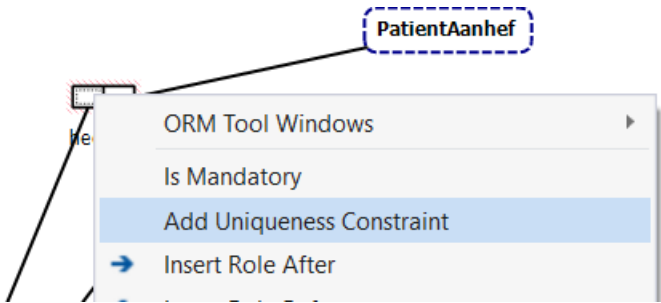 PatientAanhef
ORM Tool Windows
Is Mandatory
Add Uniqueness Constraint
Insert Role After